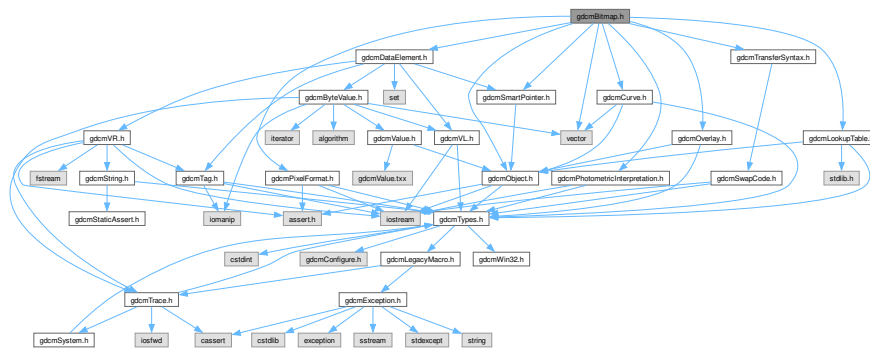 gdcmBitmap.h
gdcmDataElement.h
gdcmTransferSyntax.h
gdcmByteValue.h
set
gdcmSmartPointer.h
gdcmCurve.h
gdcmVR.h
iterator
algorithm
gdcmValue.h
gdcmVL.h
vector
gdcmOverlay.h
gdcmLookupTable.
fstream
gdcmString.h
gdcmTag.h
gdcmPixelFormat.h
gdcmValue.txx
gdcmObject.h
gdcmPhotometricInterpretation.h
gdcmSwapCode.h
stdlib.h
gdcmStaticAssert.h
iomanip
assert.h
iostream
gdcmTypes.h
cstdint
gdcmConfigure.h
gdcmLegacyMacro.h
gdcmWin32.h
gdcmTrace.h
gdcmException.h
gdcmSystem.h
iosfwd
cassert
cstdlib
exception
sstream
stdexcept
string